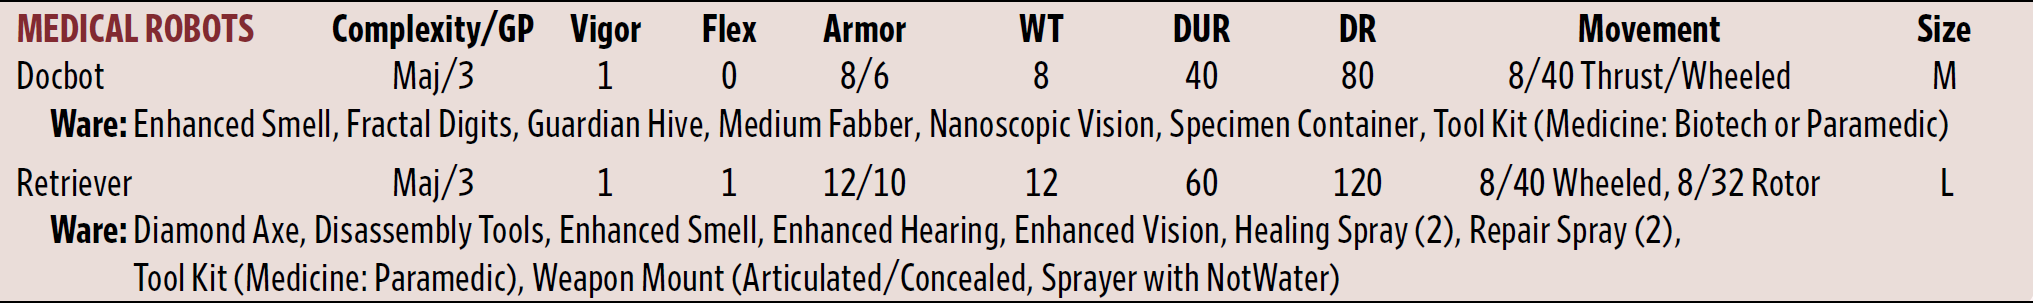 MEDICAL ROBOTS Complexity/GP Vigor Flex Armor WT DUR DR Movement Size
Docbot Maj/3 1 0 8/6 8 40 80 8/40 Thrust/Wheeled M
Ware: Enhanced Smell, Fractal Digits, Guardian Hive, Medium Fabber, Nanoscopic Vision, Specimen Container, Tool Kit (Medicine: Biotech or Paramedic)
Retriever Maj/3 1 1 12/10 12 60 120 8/40 Wheeled, 8/32 Rotor L
Ware: Diamond Axe, Disassembly Tools, Enhanced Smell, Enhanced Hearing, Enhanced Vision, Healing Spray (2), Repair Spray (2),
Tool Kit (Medicine: Paramedic), Weapon Mount (Articulated/Concealed, Sprayer with NotWater)